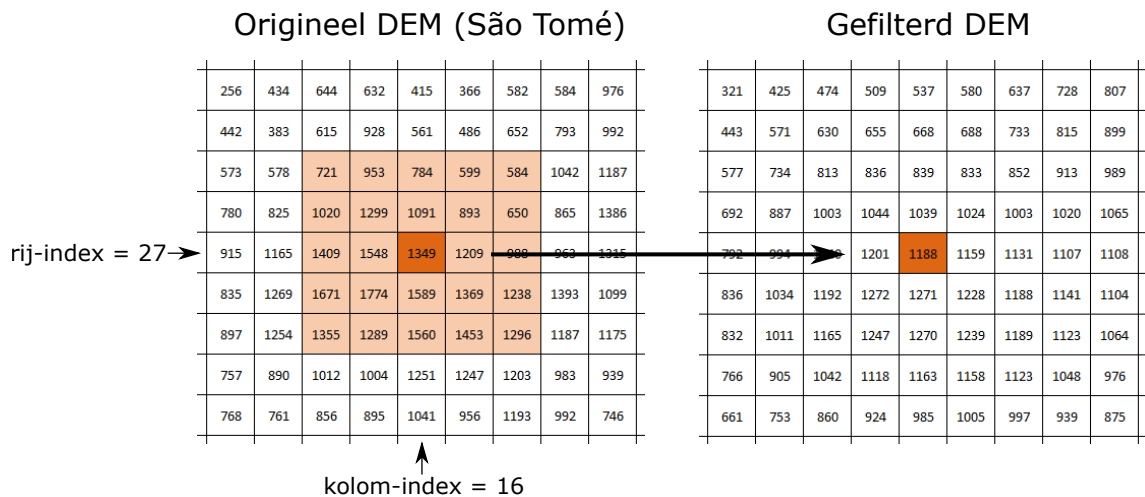 Origineel DEM (São Tomé)
Gefilterd DEM
256 434 644 632 415 366 582 584 976
321 425 474 509 537 580 637 728 807
442 383 615 928 561 486 652 793 992
443 571 630 655 668 688 733 815 899
573 578 721 953 784 599 584 1042 1187
577 734 813 836 839 833 852 913 989
780 825 1020 1299 1091 893 650 865 1386
692 887 1003 1044 1039 1024 1003 1020 1065
rij-index = 27
915 1165 1409 1548 1349 1209 988 963 1315
792 994 1201 1188 1159 1131 1107 1108
835 1269 1671 1774 1589 1369 1238 1393 1099
836 1034 1192 1272 1271 1228 1188 1141 1104
897 1254 1355 1289 1560 1453 1296 1187 1175
832 1011 1165 1247 1270 1239 1189 1123 1064
757 890 1012 1004 1251 1247 1203 983 939
766 905 1042 1118 1163 1158 1123 1048 976
768 761 856 895 1041 956 1193 992 746
661 753 860 924 985 1005 997 939 875
kolom-index = 16